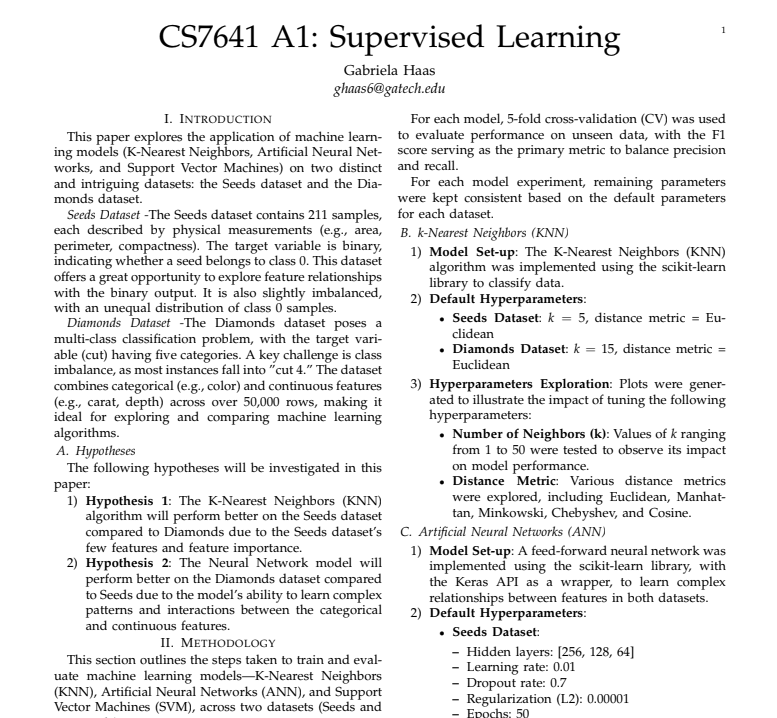 CS7641 A1: Supervised Learning
1
Gabriela Haas
ghaas6@gatech.edu
I. Introduction
This paper explores the application of machine learn-
ing models (K-Nearest Neighbors, Artificial Neural Net-
works, and Support Vector Machines) on two distinct
and intriguing datasets: the Seeds dataset and the Dia-
monds dataset.
Seeds Dataset -The Seeds dataset contains 211 samples,
each described by physical measurements (e.g., area,
perimeter, compactness). The target variable is binary,
indicating whether a seed belongs to class 0. This dataset
offers a great opportunity to explore feature relationships
with the binary output. It is also slightly imbalanced,
with an unequal distribution of class 0 samples.
Diamonds Dataset -The Diamonds dataset poses a
multi-class classification problem, with the target vari-
able (cut) having five categories. A key challenge is class
imbalance, as most instances fall into ”cut 4.” The dataset
combines categorical (e.g., color) and continuous features
(e.g., carat, depth) across over 50,000 rows, making it
ideal for exploring and comparing machine learning
algorithms.
A. Hypotheses
The following hypotheses will be investigated in this
paper:
1) Hypothesis 1: The K-Nearest Neighbors (KNN)
algorithm will perform better on the Seeds dataset
compared to Diamonds due to the Seeds dataset's
few features and feature importance.
2) Hypothesis 2: The Neural Network model will
perform better on the Diamonds dataset compared
to Seeds due to the model's ability to learn complex
patterns and interactions between the categorical
and continuous features.
II. Methodology
This section outlines the steps taken to train and eval-
uate machine learning models—K-Nearest Neighbors
(KNN), Artificial Neural Networks (ANN), and Support
Vector Machines (SVM), across two datasets (Seeds and
For each model, 5-fold cross-validation (CV) was used
to evaluate performance on unseen data, with the F1
score serving as the primary metric to balance precision
and recall.
For each model experiment, remaining parameters
were kept consistent based on the default parameters
for each dataset.
B. k-Nearest Neighbors (KNN)
1) Model Set-up: The K-Nearest Neighbors (KNN)
algorithm was implemented using the scikit-learn
library to classify data.
2) Default Hyperparameters:
• Seeds Dataset: k = 5, distance metric = Eu-
clidean
• Diamonds Dataset: k = 15, distance metric =
Euclidean
3) Hyperparameters Exploration: Plots were gener-
ated to illustrate the impact of tuning the following
hyperparameters:
• Number of Neighbors (k): Values of k ranging
from 1 to 50 were tested to observe its impact
on model performance.
• Distance Metric: Various distance metrics
were explored, including Euclidean, Manhat-
tan, Minkowski, Chebyshev, and Cosine.
C. Artificial Neural Networks (ANN)
1) Model Set-up: A feed-forward neural network was
implemented using the scikit-learn library, with
the Keras API as a wrapper, to learn complex
relationships between features in both datasets.
2) Default Hyperparameters:
• Seeds Dataset:
– Hidden layers: [256, 128, 64]
– Learning rate: 0.01
– Dropout rate: 0.7
– Regularization (L2): 0.00001
– Epochs: 50